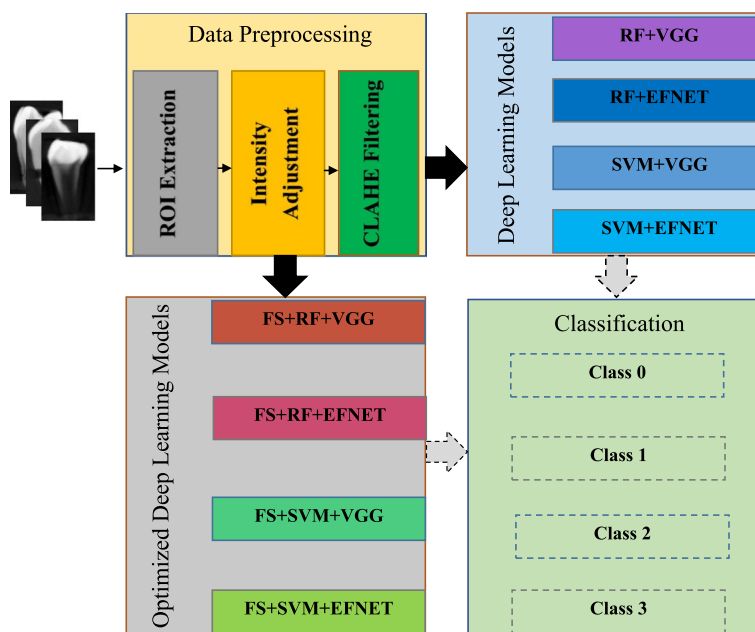 Data Preprocessing
ROI Extraction
Intensity
Adjustment
CLAHE Filtering
Deep Learning Models
RF+VGG
RF+EFNET
SVM+VGG
SVM+EFNET
Optimized Deep Learning Models
FS+RF+VGG
FS+RF+EFNET
FS+SVM+VGG
FS+SVM+EFNET
Classification
Class 0
Class 1
Class 2
Class 3